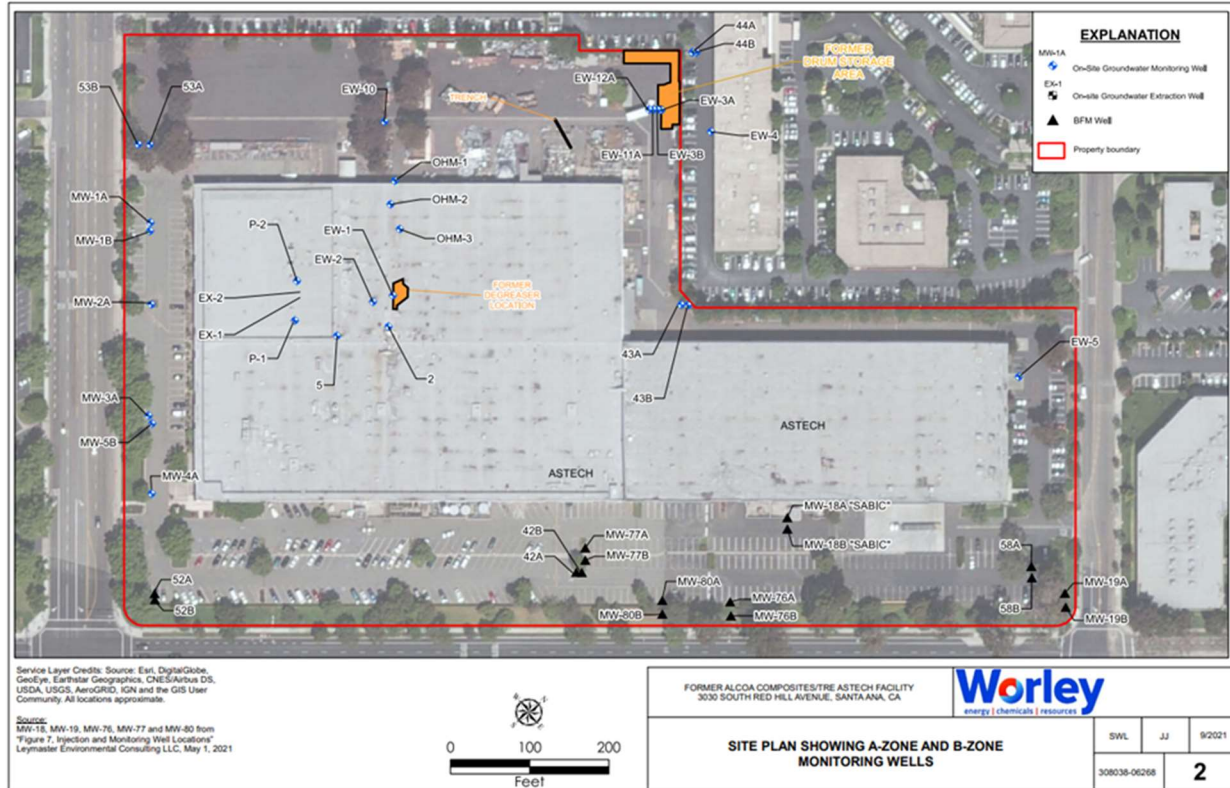 44A
44B
FORMER
DRUM STORAGE
AREA
EXPLANATION
MW-1A
On-Site Groundwater Monitoring Well
EX-1
On-site Groundwater Extraction Well
BFM Well
Property boundary
53B
53A
EW-10
TRENCH
EW-12A
EW-3A
EW-4
EW-11A
EW-3B
OHM-1
OHM-2
OHM-3
MW-1A
MW-1B
P-2
EW-1
EW-2
MW-2A
EX-2
FORMER
DEGREASER
LOCATION
EX-1
P-1
5
2
43A
43B
EW-5
MW-3A
MW-5B
ASTECH
ASTECH
MW-4A
MW-18A "SABIC"
MW-18B "SABIC"
42B
MW-77A
MW-77B
42A
58A
58B
52A
52B
MW-80A
MW-80B
MW-76A
MW-76B
MW-19A
MW-19B
Service Layer Credits: Source: Esri, DigitalGlobe,
GeoEye, Earthstar Geographics, CNES/Airbus DS,
USDA, USGS, AeroGRID, IGN and the GIS User
Community. All locations approximate.
Source:
MW-18, MW-19, MW-76, MW-77 and MW-80 from
"Figure 7, Injection and Monitoring Well Locations"
Leymaster Environmental Consulting LLC, May 1, 2021
0 100 200
Feet
FORMER ALCOA COMPOSITES/TRE ASTECH FACILITY
3030 SOUTH RED HILL AVENUE, SANTA ANA, CA
Worley
energy | chemicals | resources
SITE PLAN SHOWING A-ZONE AND B-ZONE
MONITORING WELLS
SWL JJ 9/2021
308038-06268 2